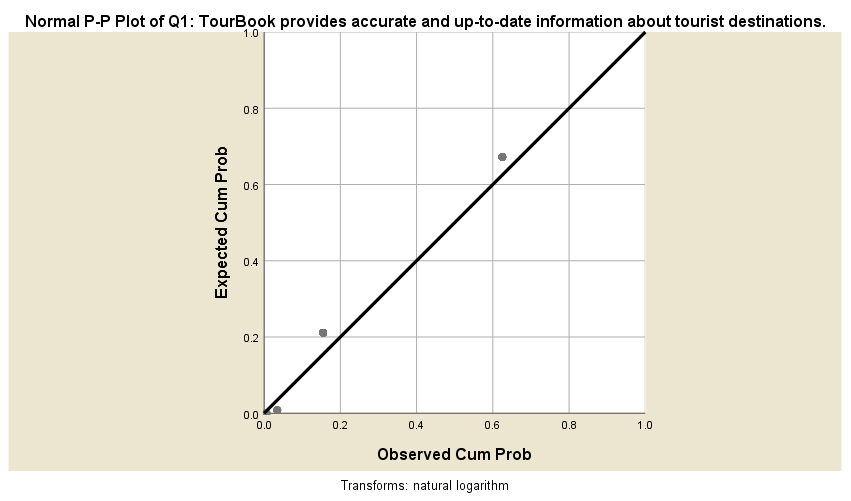 Normal P-P Plot of Q1: TourBook provides accurate and up-to-date information about tourist destinations.
1.0
0.8
0.6
0.4
0.2
0.0
Expected Cum Prob
0.0 0.2 0.4 0.6 0.8 1.0
Observed Cum Prob
Transforms: natural logarithm